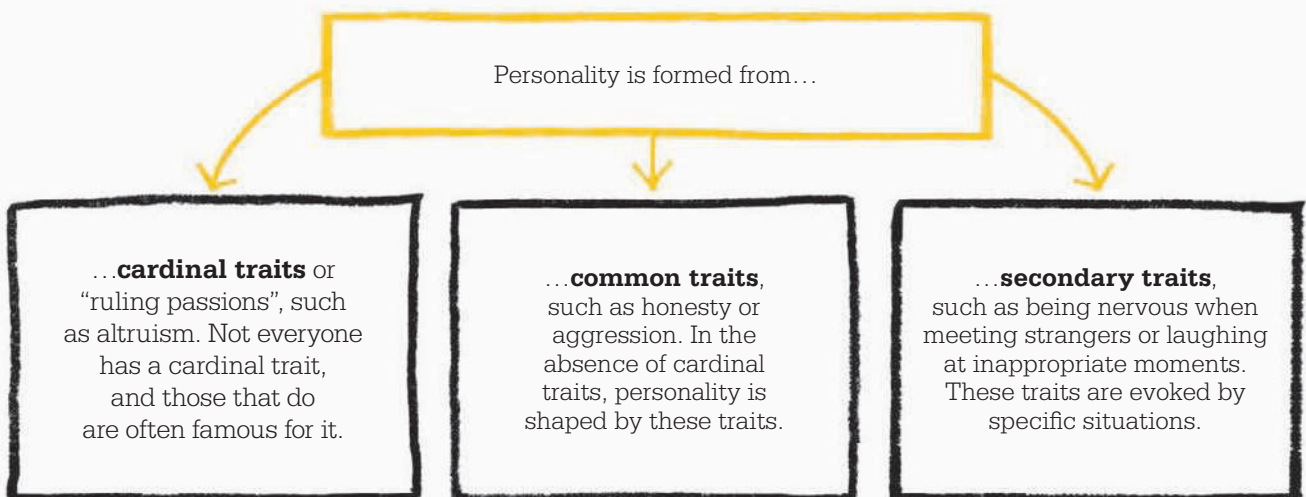 Personality is formed from…
…cardinal traits or
“ruling passions”, such
as altruism. Not everyone
has a cardinal trait,
and those that do
are often famous for it.
…common traits,
such as honesty or
aggression. In the
absence of cardinal
traits, personality is
shaped by these traits.
…secondary traits,
such as being nervous when
meeting strangers or laughing
at inappropriate moments.
These traits are evoked by
specific situations.